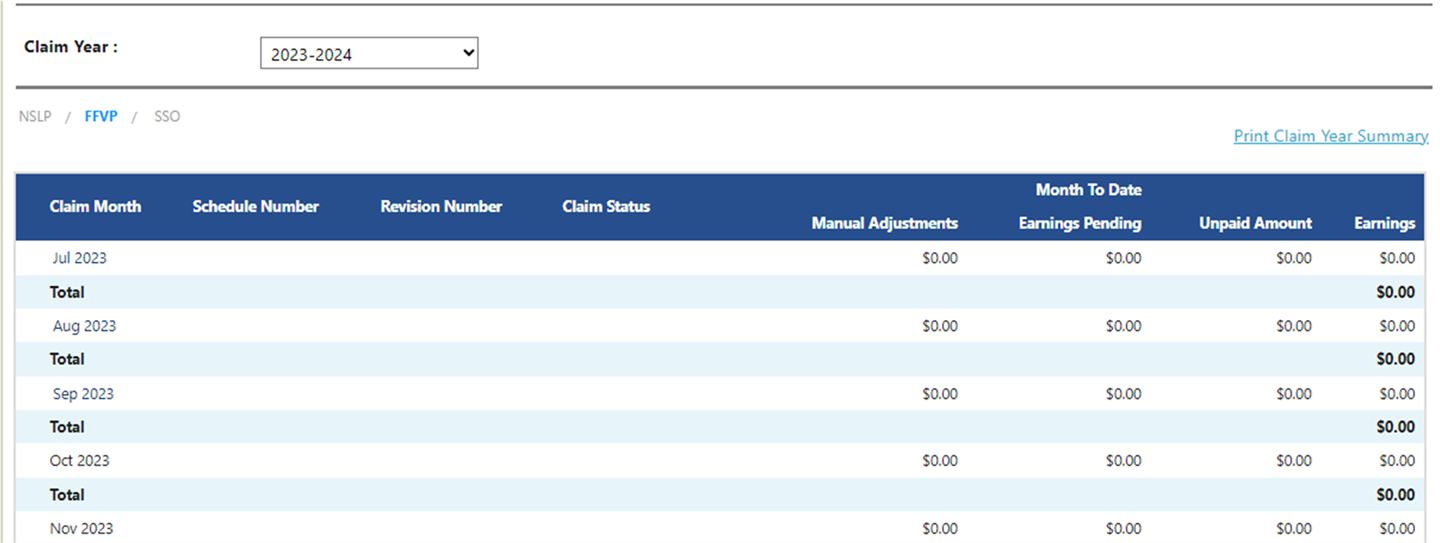 Claim Year : 2023-2024
NSLP / FFVP / SSO
Print Claim Year Summary
Month To Date
Claim Month Schedule Number Revision Number Claim Status Manual Adjustments Earnings Pending Unpaid Amount Earnings
Jul 2023 $0.00 $0.00 $0.00 $0.00
Total $0.00
Aug 2023 $0.00 $0.00 $0.00 $0.00
Total $0.00
Sep 2023 $0.00 $0.00 $0.00 $0.00
Total $0.00
Oct 2023 $0.00 $0.00 $0.00 $0.00
Total $0.00
Nov 2023 $0.00 $0.00 $0.00 $0.00